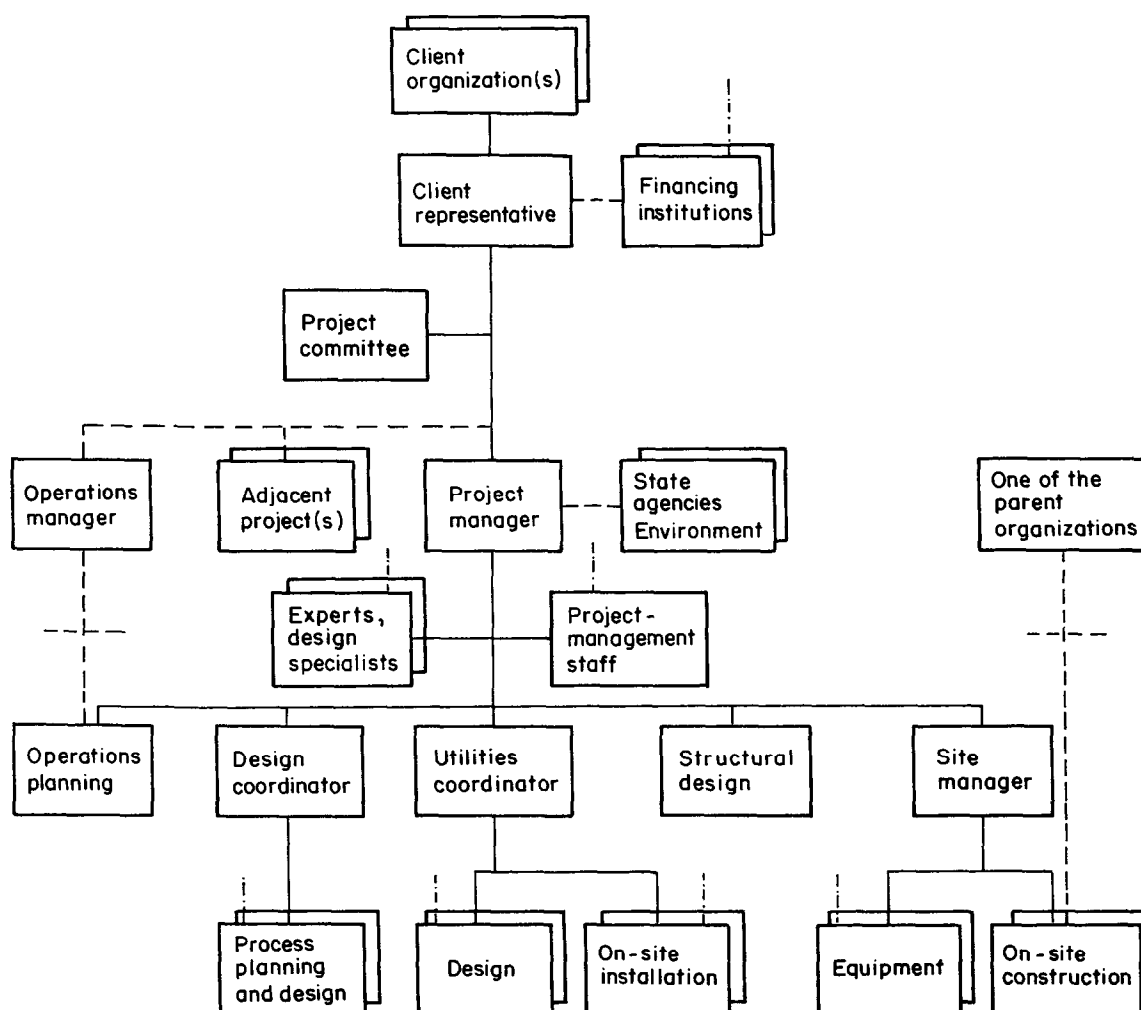 Client
organization(s)
Client
representative
Financing
institutions
Project
committee
Operations
manager
Adjacent
project(s)
Project
manager
State
agencies
Environment
One of the
parent
organizations
Experts,
design
specialists
Project-
management
staff
Operations
planning
Design
coordinator
Utilities
coordinator
Structural
design
Site
manager
Process
planning
and design
Design
On-site
installation
Equipment
On-site
construction